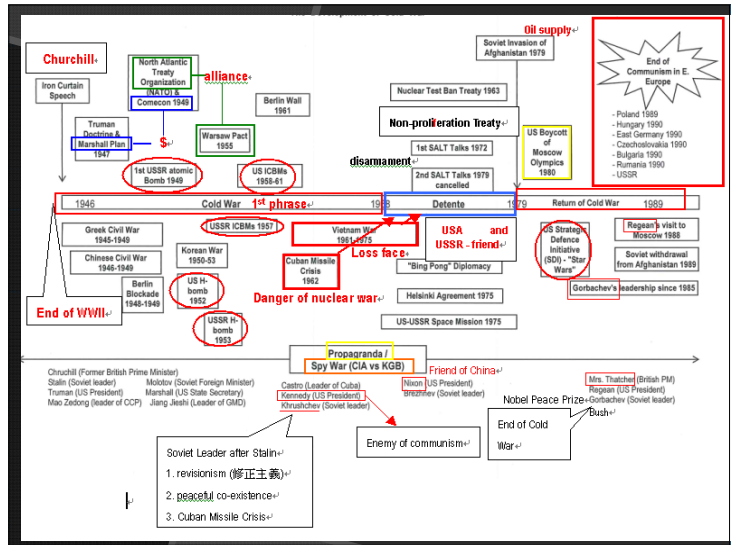 Oil supply
Churchill
Iron Curtain
Speech
North Atlantic
Treaty
Organization
(NATO) &
Comecon 1949
alliance
Berlin Wall
1961
Truman
Doctrine &
Marshall Plan
1947
$
Warsaw Pact
1955
1st USSR atomic
Bomb 1949
US ICBMs
1958-61
Soviet Invasion of
Afghanistan 1979
Nuclear Test Ban Treaty 1963
Non-proliteration Treaty
disarmament
1st SALT Talks 1972
2nd SALT Talks 1979
cancelled
US Boycott
of
Moscow
Olympics
1980
End of
Communism in E.
Europe
- Poland 1989
- Hungary 1990
- East Germany 1990
- Czechoslovakia 1990
- Bulgaria 1990
- Rumania 1990
- USSR
1946
Cold War
1st phrase
Detente
1979
Return of Cold War
1989
Greek Civil War
1945-1949
Chinese Civil War
1946-1949
Berlin
Blockade
1948-1949
USSR ICBMs 1957
Korean War
1950-53
US H-
bomb
1952
USSR H-
bomb
1953
Vietnam War
1961-1975
Loss face
Cuban Missile
Crisis
1962
Danger of nuclear war
USA and
USSR - friend
"Bing Pong" Diplomacy
Helsinki Agreement 1975
US-USSR Space Mission 1975
US Strategic
Defence
Initiative
(SDI) - "Star
Wars"
Regean's visit to
Moscow 1988
Soviet withdrawal
from Afghanistan 1989
Gorbachev's leadership since 1985
End of WWII
Propagranda /
Spy War (CIA vs KGB)
Chruchill (Former British Prime Minister)
Stalin (Soviet leader) Molotov (Soviet Foreign Minister)
Truman (US President) Marshall (US State Secretary)
Mao Zedong (leader of CCP) Jiang Jieshi (Leader of GMD)
Castro (Leader of Cuba)
Kennedy (US President)
Khrushchev (Soviet leader)
Friend of China
Nixon (US President)
Brezhnev (Soviet leader)
Mrs. Thatcher (British PM)
Regean (US President)
Nobel Peace Prize
Gorbachev (Soviet leader)
Bush
Soviet Leader after Stalin
1. revisionism (修正主義)
2. peaceful co-existence
3. Cuban Missile Crisis
Enemy of communism
End of Cold
War